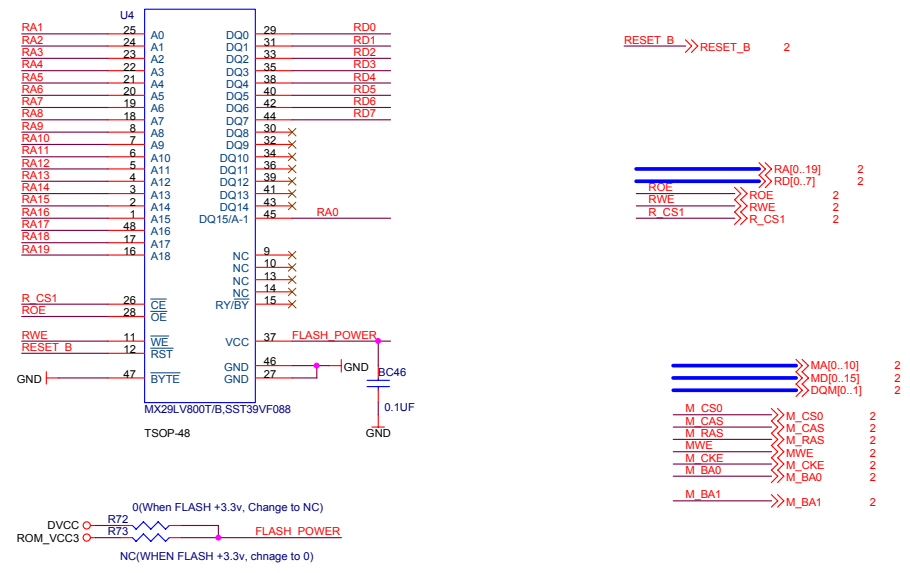 U4
RA1 25 A0 DQ0 29 RD0
RA2 24 A1 DQ1 31 RD1
RA3 23 A2 DQ2 33 RD2
RA4 22 A3 DQ3 35 RD3
RA5 21 A4 DQ4 38 RD4
RA6 20 A5 DQ5 40 RD5
RA7 19 A6 DQ6 42 RD6
RA8 18 A7 DQ7 44 RD7
RA9 8 A8 DQ8 30
RA10 7 A9 DQ9 32
RA11 6 A10 DQ10 34
RA12 5 A11 DQ11 36
RA13 4 A12 DQ12 39
RA14 3 A13 DQ13 41
RA15 2 A14 DQ14 43
RA16 1 A15 DQ15/A-1 45 RA0
RA17 48 A16
RA18 17 A17
RA19 16 A18
NC 9
NC 10
NC 13
NC 14
RY/BY 15
R_CS1 26 CE
ROE 28 OE
RWE 11 WE VCC 37 FLASH_POWER
RESET_B 12 RST
GND 46 GND
GND 47 BYTE GND 27
BC46
0.1UF
GND
MX29LV800T/B,SST39VF088
TSOP-48
0(When FLASH +3.3v, Change to NC)
DVCC R72
ROM_VCC3 R73 FLASH_POWER
NC(WHEN FLASH +3.3v, chnage to 0)
RESET_B RESET_B 2
RA[0..19] 2
RD[0..7] 2
ROE ROE 2
RWE RWE 2
R_CS1 R_CS1 2
MA[0..10] 2
MD[0..15] 2
DQM[0..1] 2
M_CS0 M_CS0 2
M_CAS M_CAS 2
M_RAS M_RAS 2
MWE MWE 2
M_CKE M_CKE 2
M_BA0 M_BA0 2
M_BA1 M_BA1 2